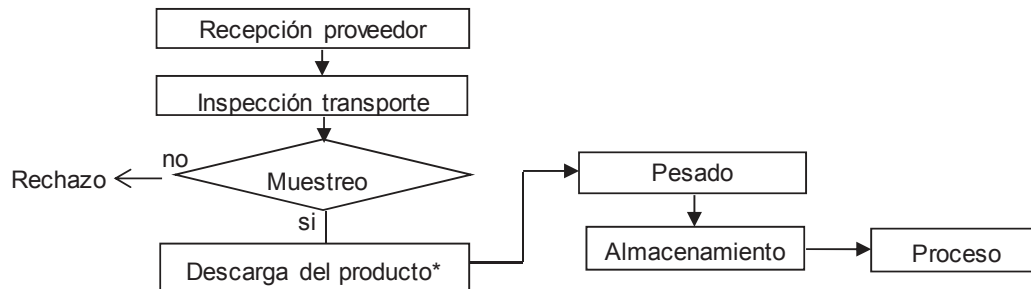 Recepción proveedor
Inspección transporte
no
Rechazo
Muestreo
si
Descarga del producto*
Pesado
Almacenamiento
Proceso